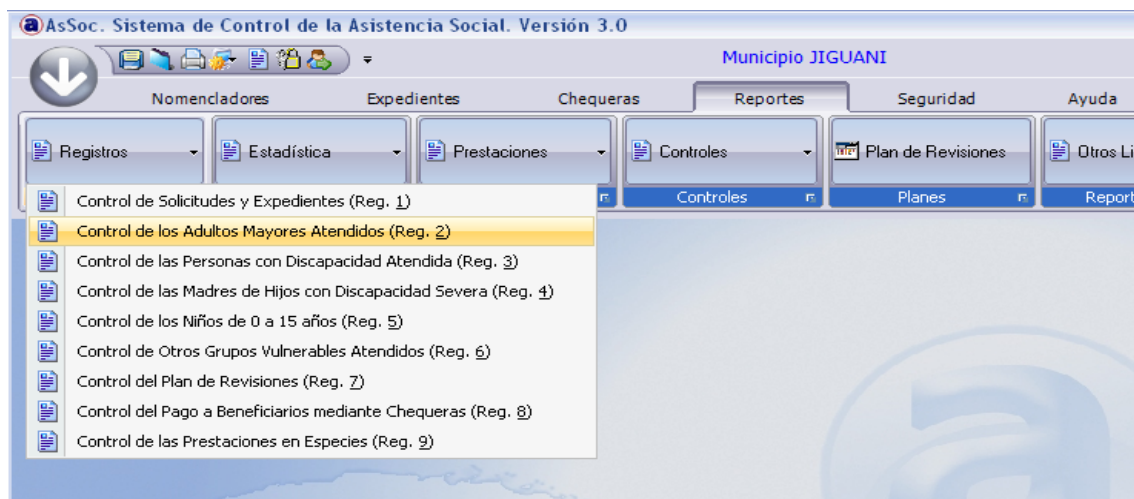 AsSoc. Sistema de Control de la Asistencia Social. Versión 3.0
Municipio JIGUANI
Nomencladores Expedientes Chequeras Reportes Seguridad Ayuda
Registros Estadística Prestaciones Controles Plan de Revisiones Otros Li
Controles Planes Report
Control de Solicitudes y Expedientes (Reg. 1)
Control de los Adultos Mayores Atendidos (Reg. 2)
Control de las Personas con Discapacidad Atendida (Reg. 3)
Control de las Madres de Hijos con Discapacidad Severa (Reg. 4)
Control de los Niños de 0 a 15 años (Reg. 5)
Control de Otros Grupos Vulnerables Atendidos (Reg. 6)
Control del Plan de Revisiones (Reg. 7)
Control del Pago a Beneficiarios mediante Chequeras (Reg. 8)
Control de las Prestaciones en Especies (Reg. 9)